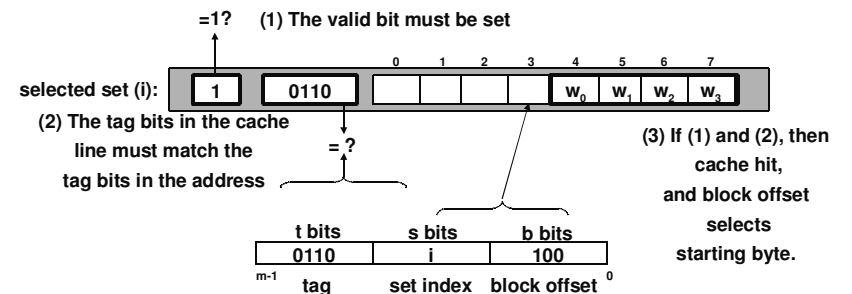 =1? (1) The valid bit must be set
0 1 2 3 4 5 6 7
selected set (i): 1 0110 w0 w1 w2 w3
(2) The tag bits in the cache
line must match the
tag bits in the address
= ?
(3) If (1) and (2), then
cache hit,
and block offset
selects
starting byte.
t bits s bits b bits
0110 i 100
m-1 0
tag set index block offset